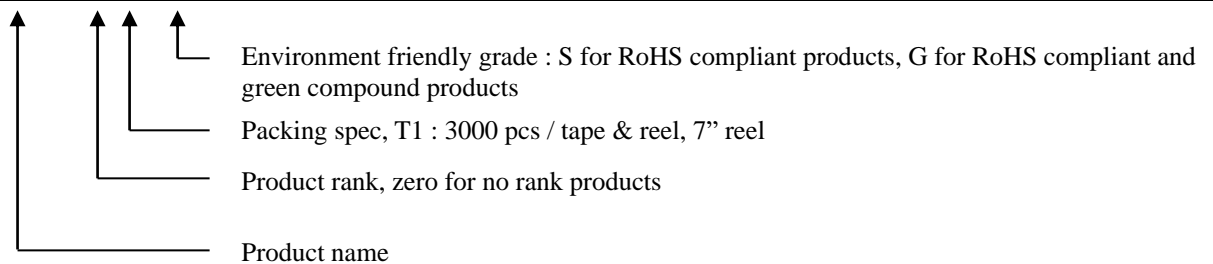 Environment friendly grade : S for RoHS compliant products, G for RoHS compliant and
green compound products
Packing spec, T1 : 3000 pcs / tape & reel, 7” reel
Product rank, zero for no rank products
Product name